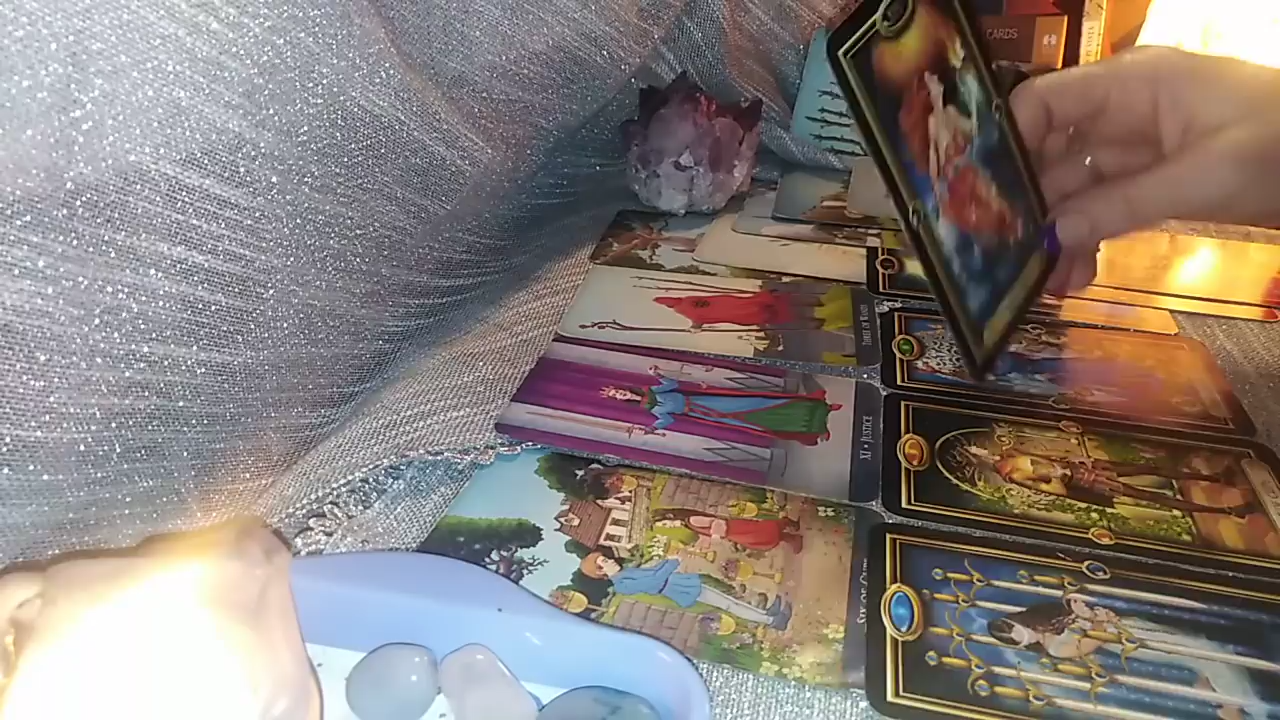 CARDS
THREE OF WANDS
XI • JUSTICE
SIX OF CUPS